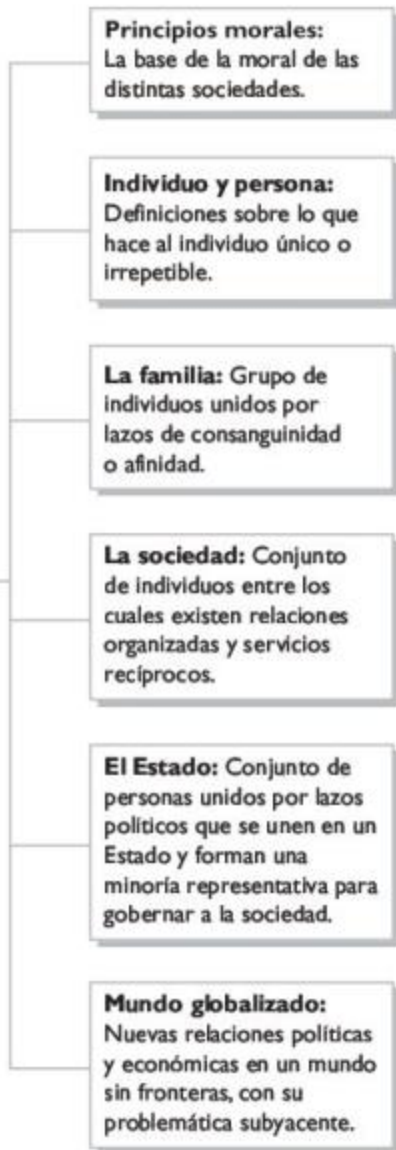 Principios morales:
La base de la moral de las
distintas sociedades.
Individuo y persona:
Definiciones sobre lo que
hace al individuo único o
irrepetible.
La familia: Grupo de
individuos unidos por
lazos de consanguinidad
o afinidad.
La sociedad: Conjunto
de individuos entre los
cuales existen relaciones
organizadas y servicios
recíprocos.
El Estado: Conjunto de
personas unidos por lazos
políticos que se unen en un
Estado y forman una
minoría representativa para
gobernar a la sociedad.
Mundo globalizado:
Nuevas relaciones políticas
y económicas en un mundo
sin fronteras, con su
problemática subyacente.